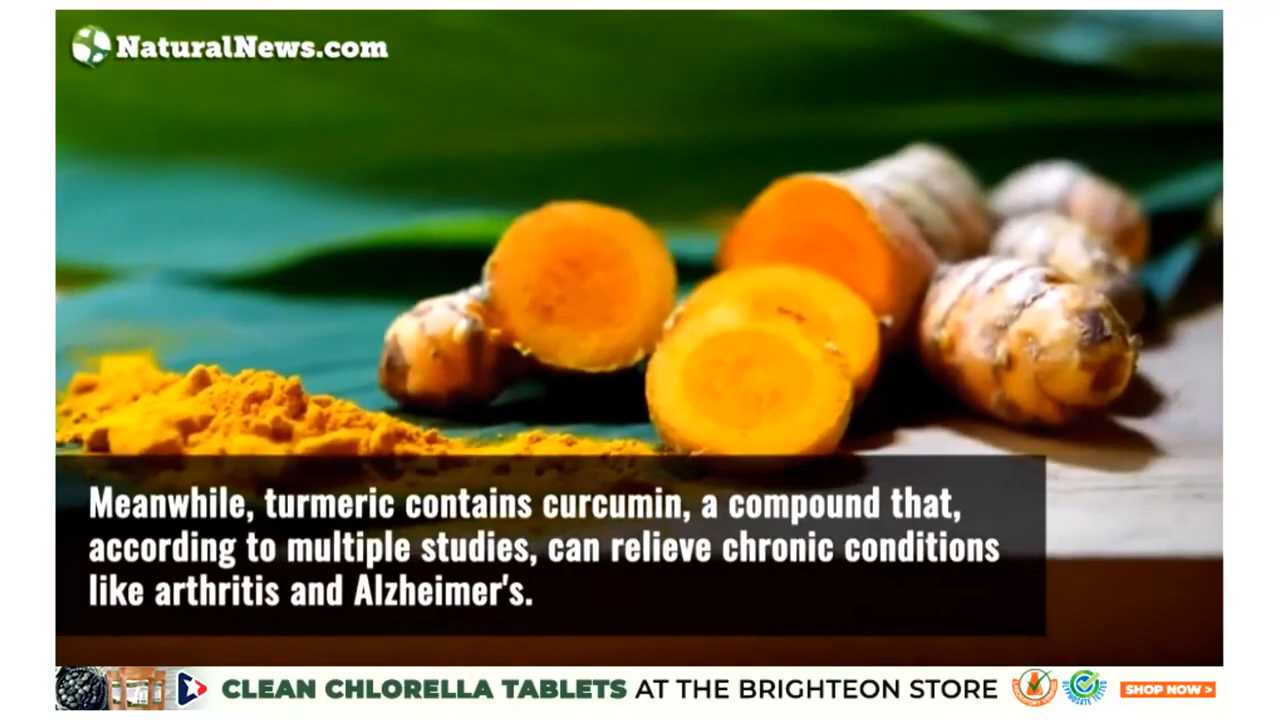 NaturalNews.com
Meanwhile, turmeric contains curcumin, a compound that,
according to multiple studies, can relieve chronic conditions
like arthritis and Alzheimer's.
CLEAN CHLORELLA TABLETS AT THE BRIGHTEON STORE
SHOP NOW >